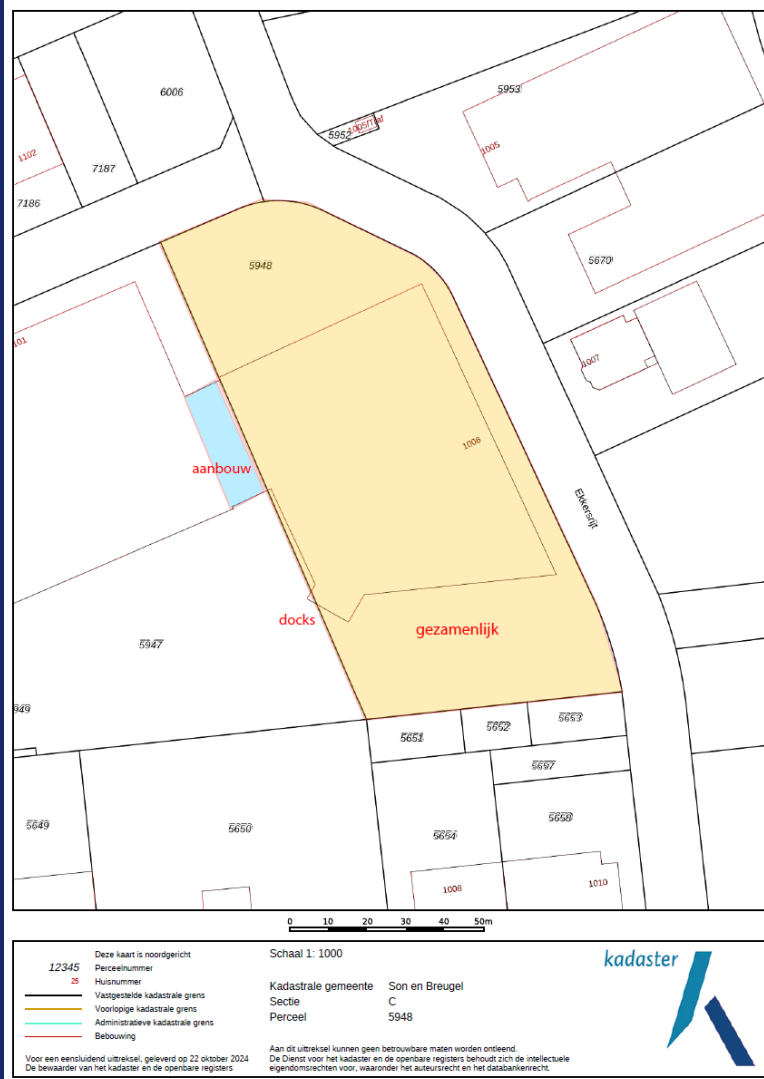 6006
5953
5952
1005/Traf
1005
1102
7187
7186
5948
5670
101
1007
1006
aanbouw
Ekkersrijt
docks
gezamenlijk
5947
5651
5652
5653
5697
5649
5650
5654
5658
1008
1010
0 10 20 30 40 50m
Deze kaart is noordgericht
12345 Perceelnummer
25 Huisnummer
Vastgestelde kadastrale grens
Voorlopige kadastrale grens
Administratieve kadastrale grens
Bebouwing
Voor een eensluidend uittreksel, geleverd op 22 oktober 2024
De bewaarder van het kadaster en de openbare registers
Schaal 1: 1000
Kadastrale gemeente Son en Breugel
Sectie C
Perceel 5948
Aan dit uittreksel kunnen geen betrouwbare maten worden ontleend.
De Dienst voor het kadaster en de openbare registers behoudt zich de intellectuele
eigendomsrechten voor, waaronder het auteursrecht en het databankenrecht.
kadaster